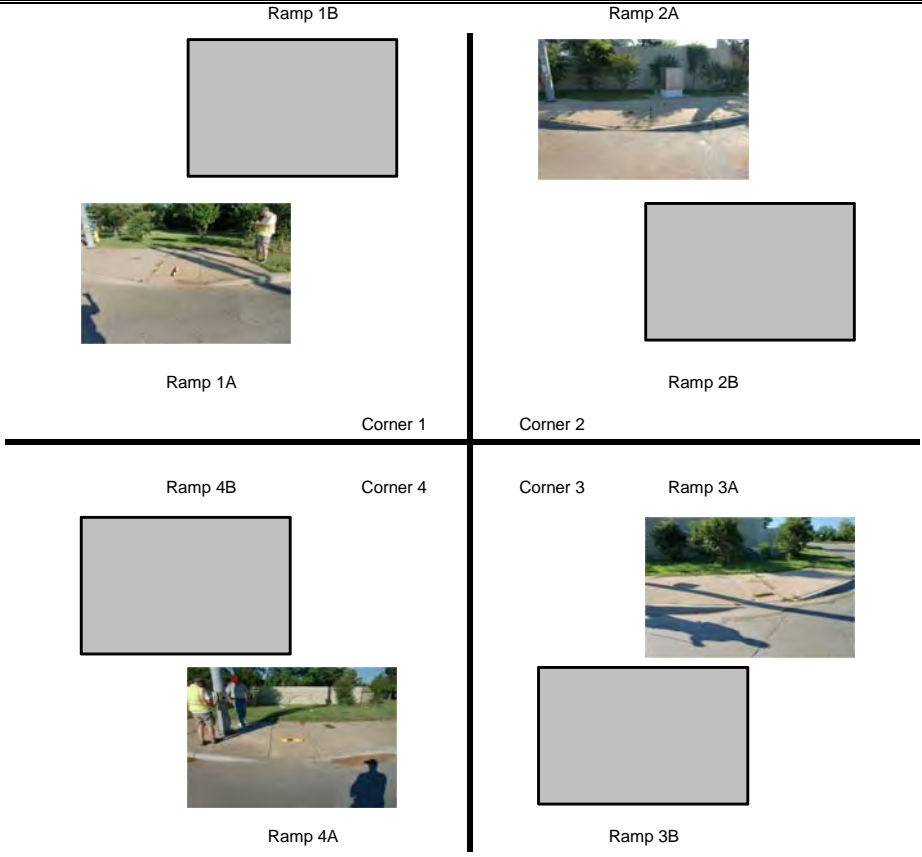 Ramp 1B
Ramp 2A
Ramp 1A
Ramp 2B
Corner 1
Corner 2
Ramp 4B
Corner 4
Corner 3
Ramp 3A
Ramp 4A
Ramp 3B